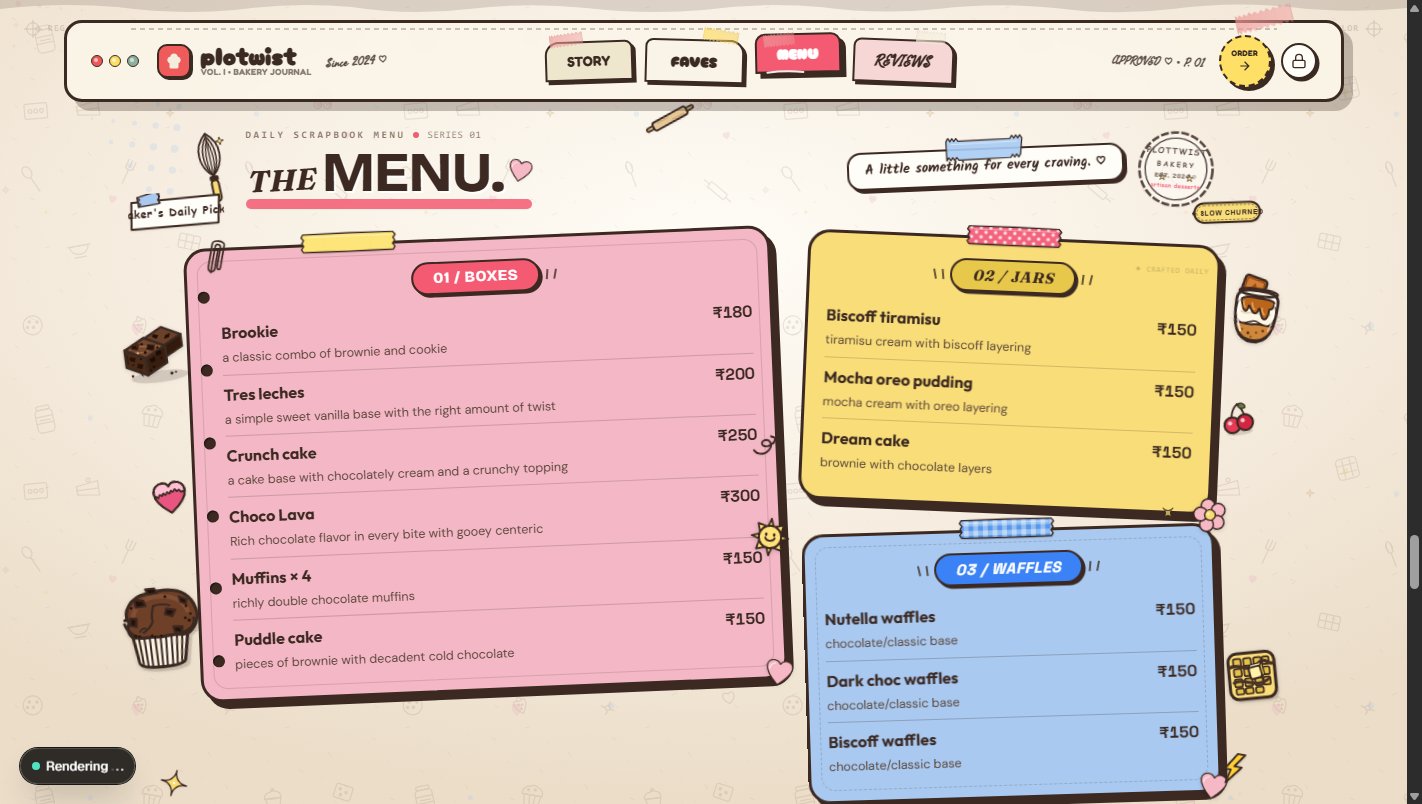 plotwist
VOL. I • BAKERY JOURNAL
Since 2024 ♡
STORY
FAVES
MENU
REVIEWS
APPROVED ♡ • P. 01
ORDER
→
DAILY SCRAPBOOK MENU • SERIES 01
THE MENU.
aker's Daily Pick
A little something for every craving. ♡
PLOTTWIST
BAKERY
artisan desserts
SLOW CHURNED
01 / BOXES
Brookie ₹180
a classic combo of brownie and cookie
Tres leches ₹200
a simple sweet vanilla base with the right amount of twist
Crunch cake ₹250
a cake base with chocolately cream and a crunchy topping
Choco Lava ₹300
Rich chocolate flavor in every bite with gooey centeric
Muffins × 4 ₹150
richly double chocolate muffins
Puddle cake ₹150
pieces of brownie with decadent cold chocolate
✦ CRAFTED DAILY
02 / JARS
Biscoff tiramisu ₹150
tiramisu cream with biscoff layering
Mocha oreo pudding ₹150
mocha cream with oreo layering
Dream cake ₹150
brownie with chocolate layers
03 / WAFFLES
Nutella waffles ₹150
chocolate/classic base
Dark choc waffles ₹150
chocolate/classic base
Biscoff waffles ₹150
chocolate/classic base
Rendering ...